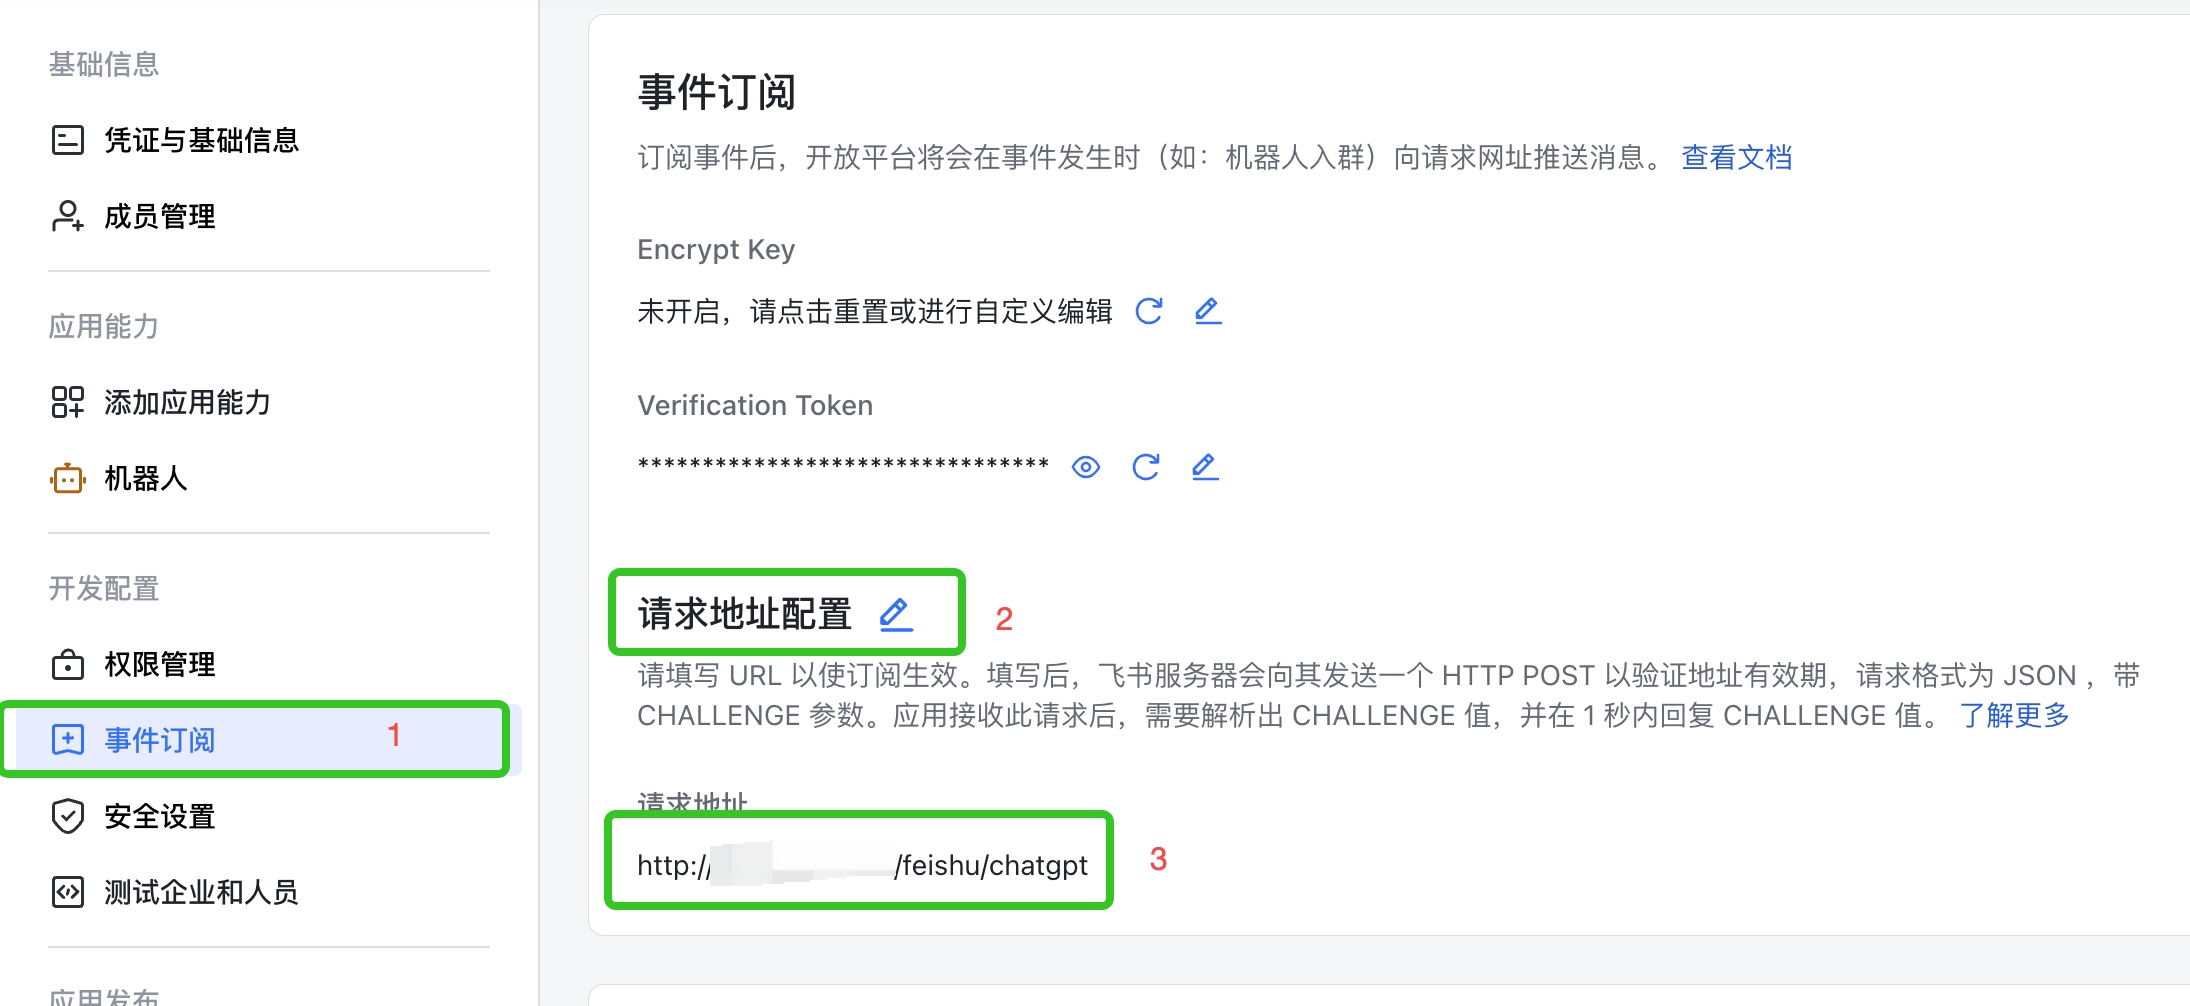 基础信息
凭证与基础信息
成员管理
应用能力
添加应用能力
机器人
开发配置
权限管理
事件订阅 1
安全设置
测试企业和人员
应用发布
事件订阅
订阅事件后，开放平台将会在事件发生时（如：机器人入群）向请求网址推送消息。 查看文档
Encrypt Key
未开启，请点击重置或进行自定义编辑
Verification Token
********************************
请求地址配置 2
请填写 URL 以使订阅生效。填写后，飞书服务器会向其发送一个 HTTP POST 以验证地址有效期，请求格式为 JSON ，带
CHALLENGE 参数。应用接收此请求后，需要解析出 CHALLENGE 值，并在 1 秒内回复 CHALLENGE 值。 了解更多
请求地址
http:// /feishu/chatgpt 3